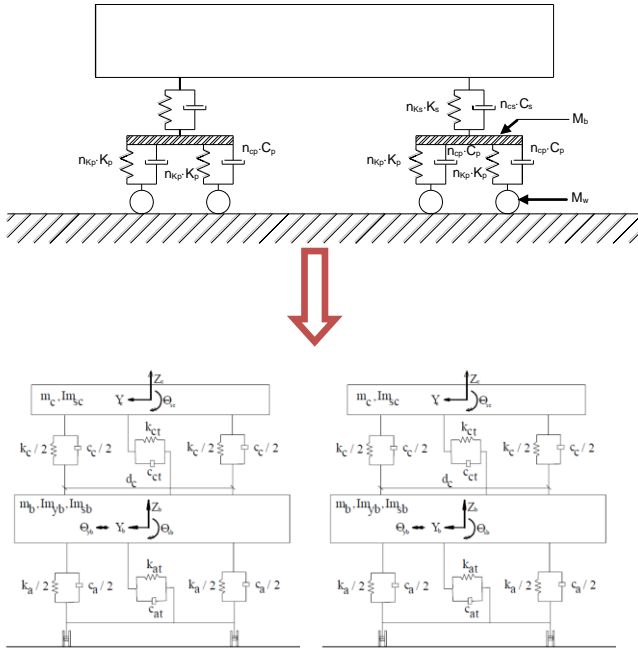 n_Ks·K_s
n_cs·C_s
M_b
n_Kp·K_p
n_Kp·K_p
n_cp·C_p
n_Kp·K_p
n_cp·C_p
n_Kp·K_p
n_cp·C_p
M_w
m_c, Im_sc
Z_c
Y_c
Θ_sc
k_c / 2
c_c / 2
k_ct
c_ct
k_c / 2
c_c / 2
d_c
m_b, Im_yb, Im_sb
Z_b
Θ_yb
Y_b
Θ_sb
k_a / 2
c_a / 2
k_at
c_at
k_a / 2
c_a / 2
m_c, Im_sc
Z_c
Y_c
Θ_sc
k_c / 2
c_c / 2
k_ct
c_ct
k_c / 2
c_c / 2
d_c
m_b, Im_yb, Im_sb
Z_b
Θ_yb
Y_b
Θ_sb
k_a / 2
c_a / 2
k_at
c_at
k_a / 2
c_a / 2